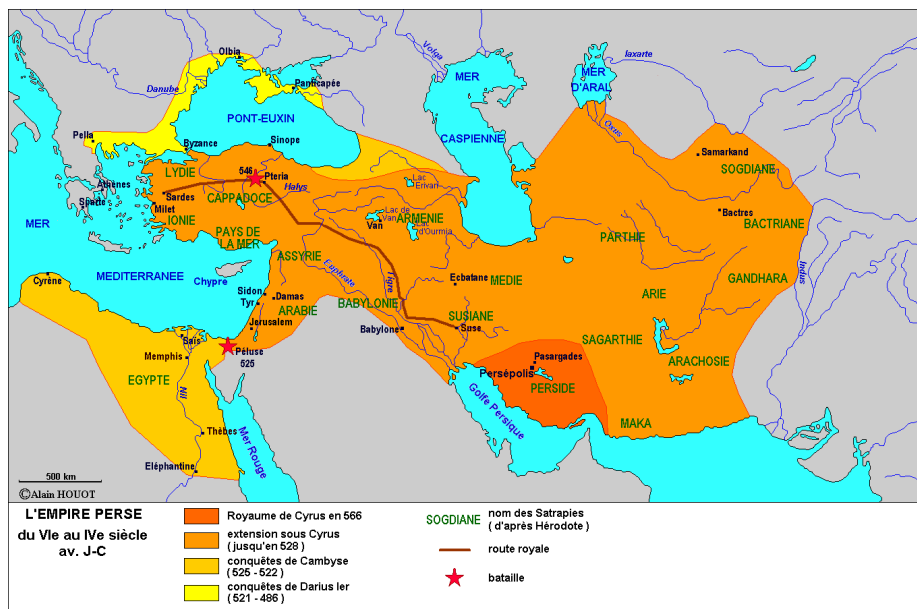 Olbia
Volga
Iaxarte
MER
MER
D'ARAL
Danube
Panticapée
PONT-EUXIN
CASPIENNE
Oxus
Pella
Byzance
Sinope
Samarkand
SOGDIANE
LYDIE
546
Pteria
Lac
Erivan
Athènes
Halys
CAPPADOCE
Sardes
Sparte
Milet
IONIE
Lac de
Van
ARMENIE
Van
d'Ourmia
Bactres
BACTRIANE
MER
PAYS DE
LA MER
PARTHIE
ASSYRIE
MEDITERRANEE
Chypre
Euphrate
Tigre
Ecbatane
MEDIE
GANDHARA
Indus
Cyrène
Sidon
Damas
ARIE
Tyr
ARABIE
BABYLONIE
SUSIANE
Jerusalem
Babylone
Suse
Saïs
SAGARTHIE
Péluse
525
Memphis
Pasargades
ARACHOSIE
Persépolis
EGYPTE
PERSIDE
Nil
Golfe Persique
MAKA
Mer Rouge
Thèbes
Eléphantine
500 km
©Alain HOUOT
L'EMPIRE PERSE
du VIe au IVe siècle
av. J-C
Royaume de Cyrus en 566
extension sous Cyrus
(jusqu'en 528)
conquêtes de Cambyse
(525 - 522)
conquêtes de Darius Ier
(521 - 486)
SOGDIANE
nom des Satrapies
(d'après Hérodote)
route royale
bataille